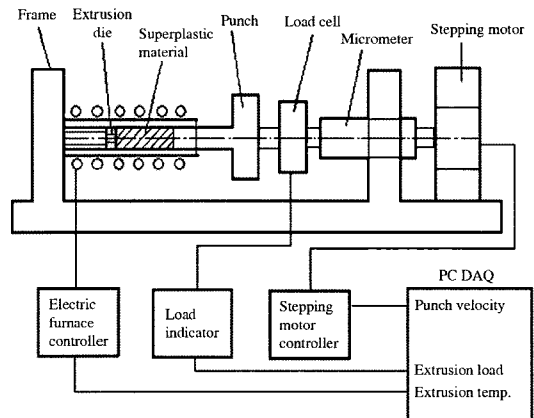 Frame
Extrusion
die
Superplastic
material
Punch
Load cell
Micrometer
Stepping motor
Electric
furnace
controller
Load
indicator
Stepping
motor
controller
PC DAQ
Punch velocity
Extrusion load
Extrusion temp.